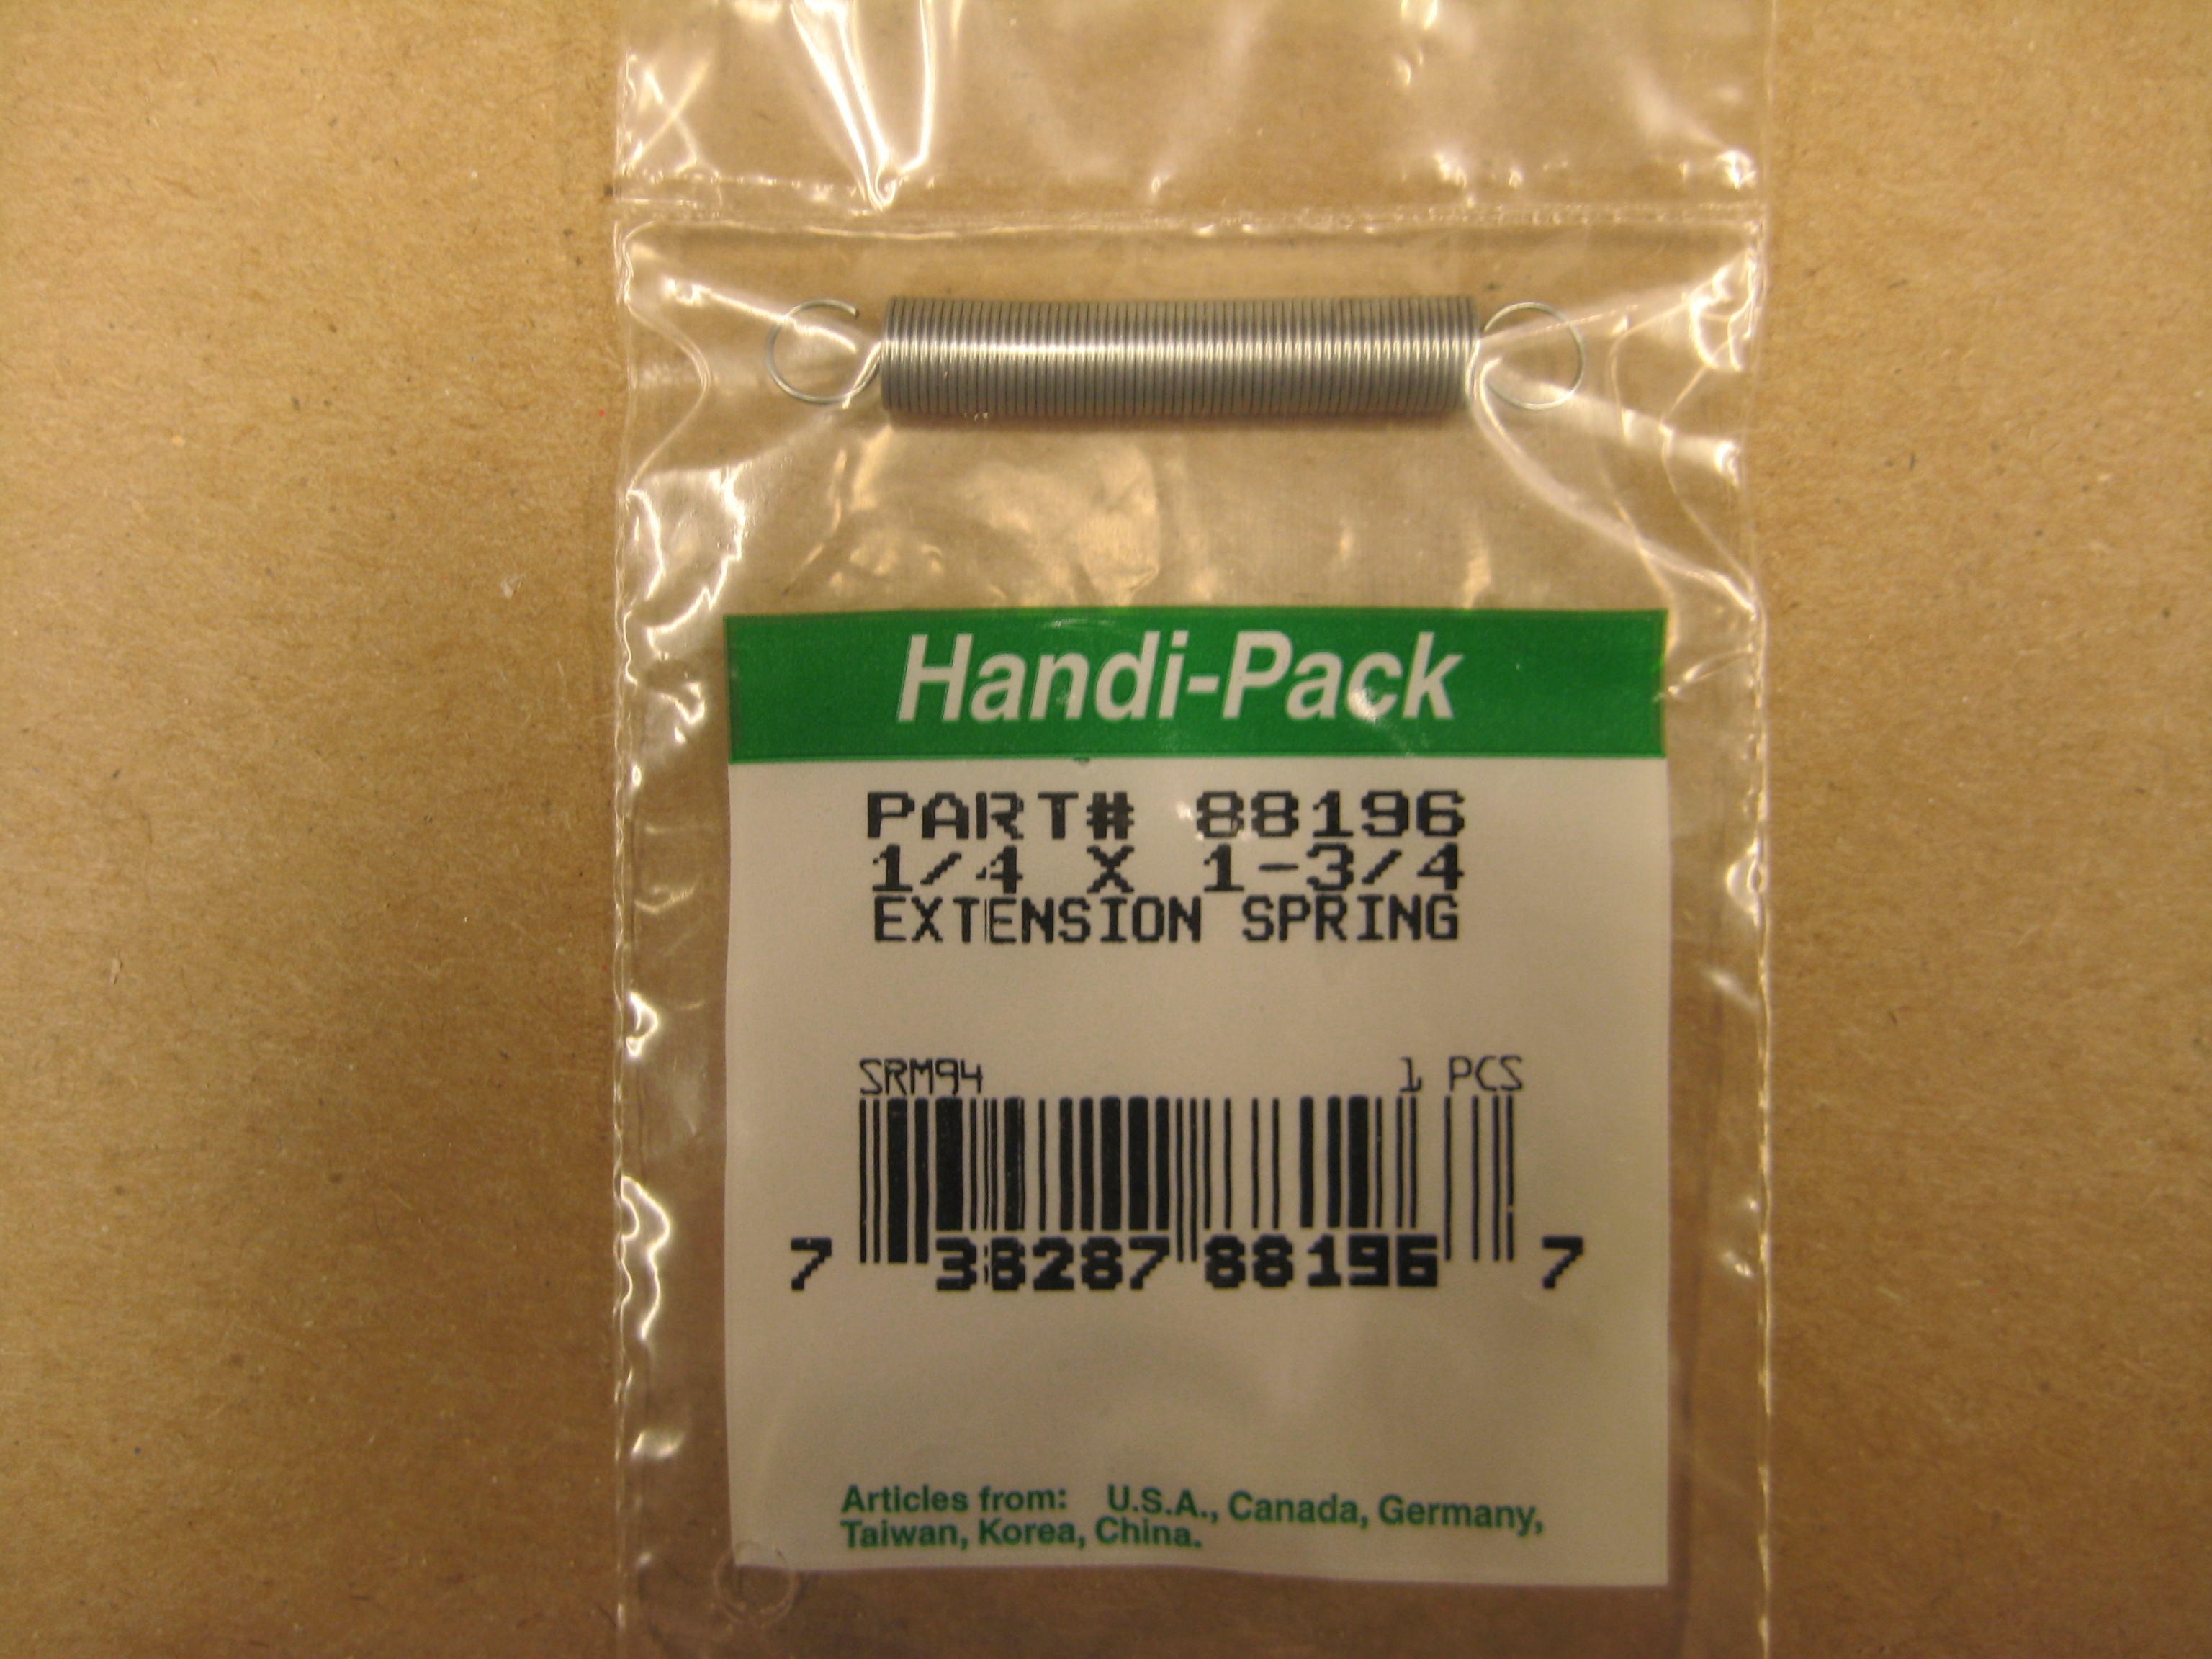 Handi-Pack
PART# 88196
1/4 X 1-3/4
EXTENSION SPRING
SRM94 1 PCS
7 38287 88196 7
Articles from: U.S.A., Canada, Germany,
Taiwan, Korea, China.